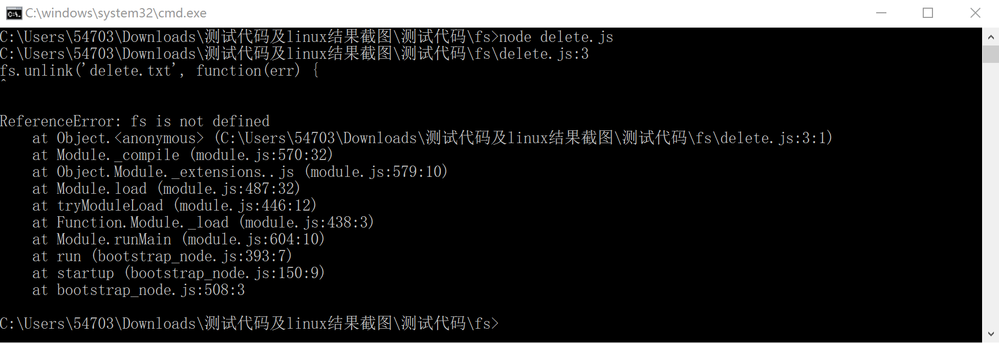 C:\windows\system32\cmd.exe
C:\Users\54703\Downloads\测试代码及linux结果截图\测试代码\fs>node delete.js
C:\Users\54703\Downloads\测试代码及linux结果截图\测试代码\fs\delete.js:3
fs.unlink('delete.txt', function(err) {
^
ReferenceError: fs is not defined
    at Object.<anonymous> (C:\Users\54703\Downloads\测试代码及linux结果截图\测试代码\fs\delete.js:3:1)
    at Module._compile (module.js:570:32)
    at Object.Module._extensions..js (module.js:579:10)
    at Module.load (module.js:487:32)
    at tryModuleLoad (module.js:446:12)
    at Function.Module._load (module.js:438:3)
    at Module.runMain (module.js:604:10)
    at run (bootstrap_node.js:393:7)
    at startup (bootstrap_node.js:150:9)
    at bootstrap_node.js:508:3
C:\Users\54703\Downloads\测试代码及linux结果截图\测试代码\fs>